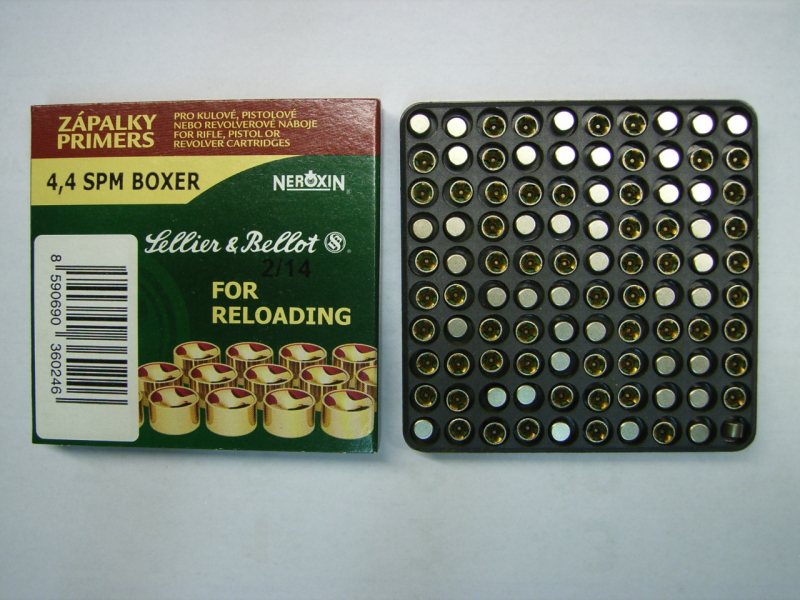 ZÁPALKY
PRIMERS
PRO KULOVÉ, PISTOLOVÉ
NEBO REVOLVEROVÉ NÁBOJE
FOR RIFLE, PISTOL OR
REVOLVER CARTRIDGES
4,4 SPM BOXER
NEROXIN
Sellier & Bellot
2/14
FOR
RELOADING
8 590690 360246